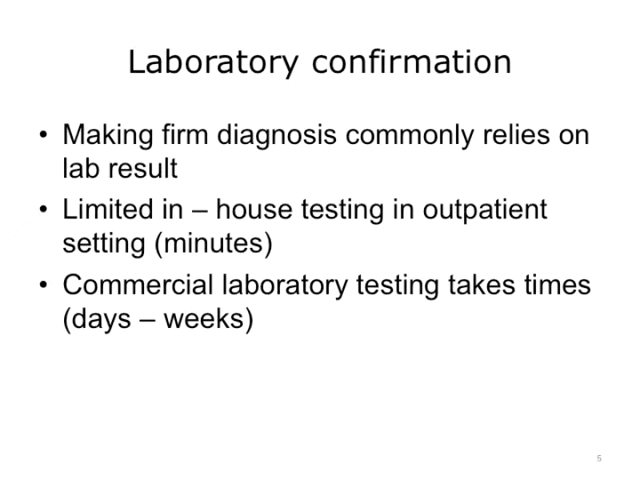 Laboratory confirmation
• Making firm diagnosis commonly relies on
lab result
• Limited in – house testing in outpatient
setting (minutes)
• Commercial laboratory testing takes times
(days – weeks)
5